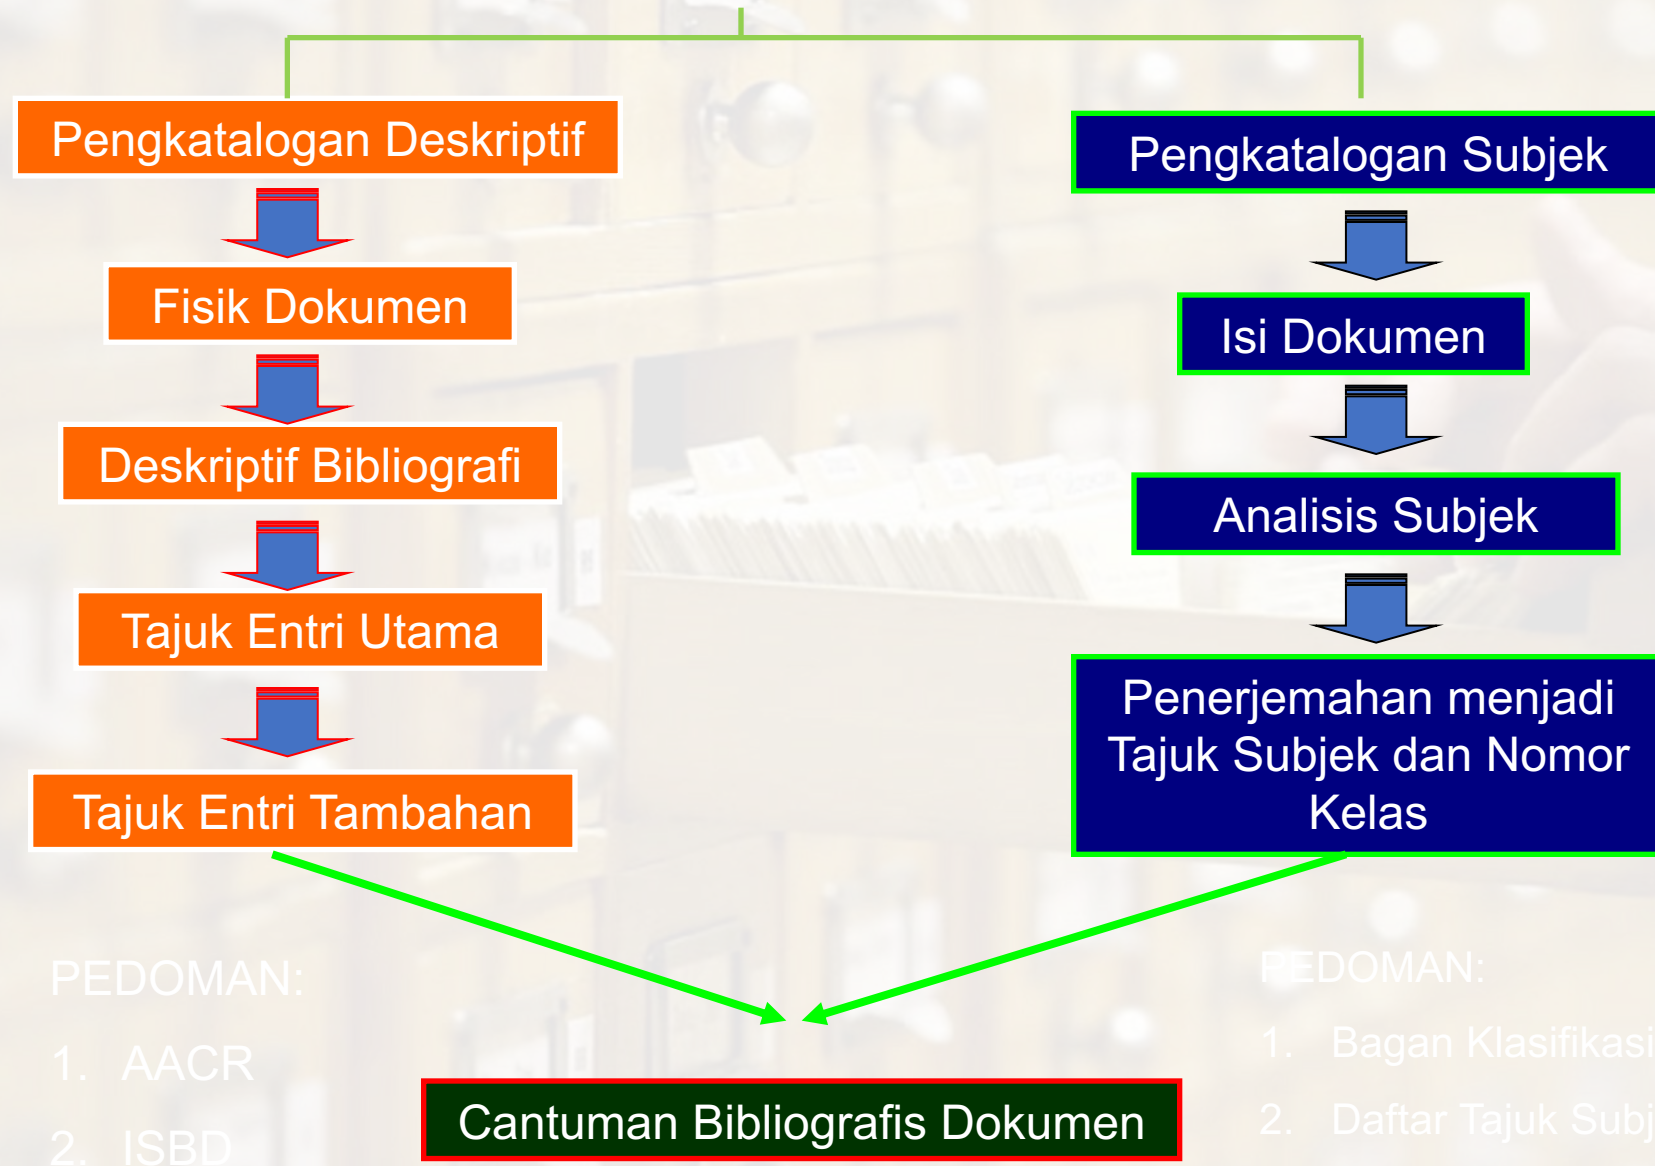 Pengkatalogan Deskriptif
Fisik Dokumen
Deskriptif Bibliografi
Tajuk Entri Utama
Tajuk Entri Tambahan
PEDOMAN:
1. AACR
2. ISBD
Pengkatalogan Subjek
Isi Dokumen
Analisis Subjek
Penerjemahan menjadi
Tajuk Subjek dan Nomor
Kelas
PEDOMAN:
1. Bagan Klasifikasi
2. Daftar Tajuk Subj
Cantuman Bibliografis Dokumen